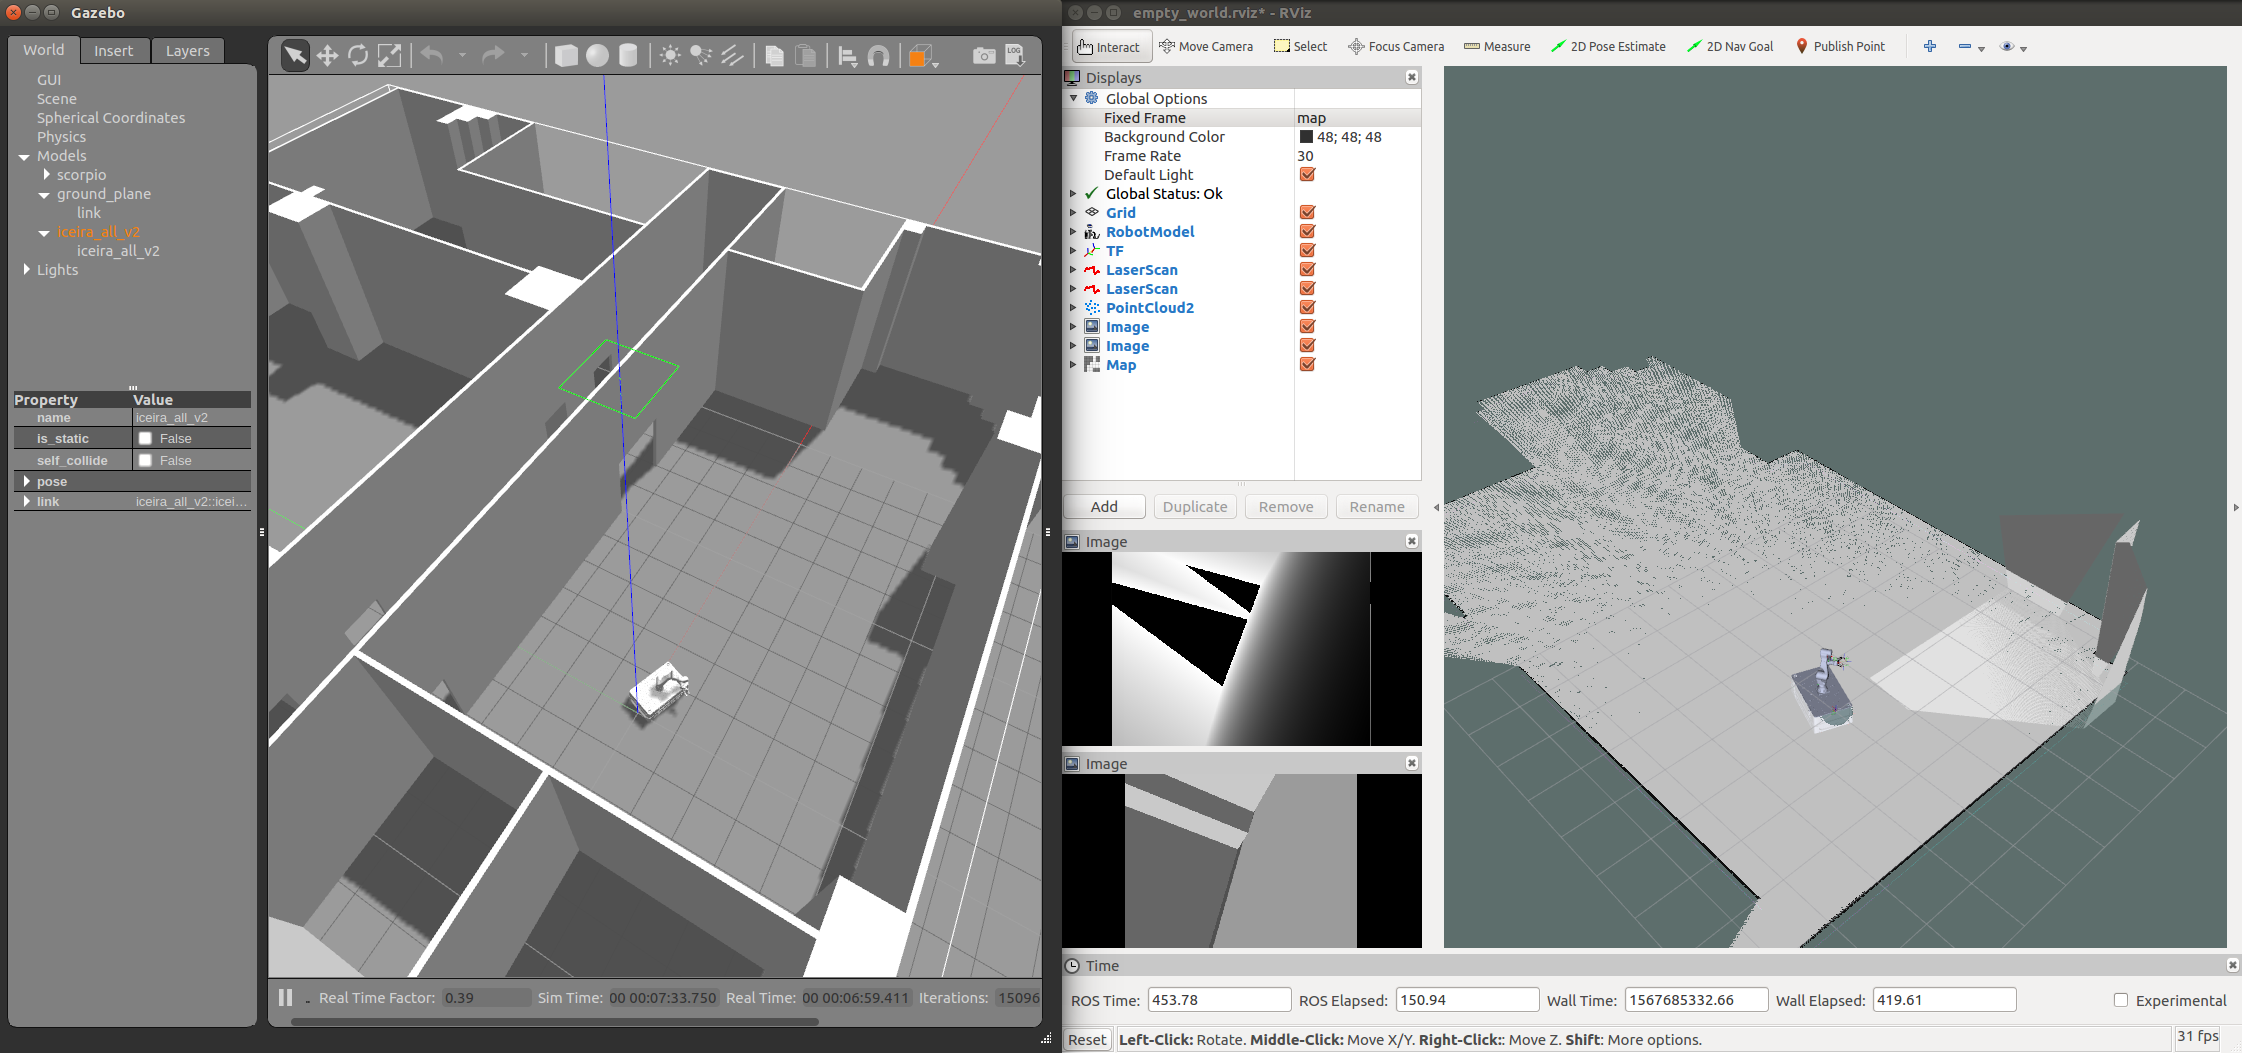 Gazebo
World Insert Layers
GUI
Scene
Spherical Coordinates
Physics
Models
scorpio
ground_plane
link
iceira_all_v2
iceira_all_v2
Lights
Property Value
name iceira_all_v2
is_static False
self_collide False
pose
link iceira_all_v2::icei...
LOG
Real Time Factor: 0.39 Sim Time: 00 00:07:33.750 Real Time: 00 00:06:59.411 Iterations: 15096
empty_world.rviz* - RViz
Interact Move Camera Select Focus Camera Measure 2D Pose Estimate 2D Nav Goal Publish Point
Displays
Global Options
Fixed Frame map
Background Color 48; 48; 48
Frame Rate 30
Default Light
Global Status: Ok
Grid
RobotModel
TF
LaserScan
LaserScan
PointCloud2
Image
Image
Map
Add Duplicate Remove Rename
Image
Image
Time
ROS Time: 453.78 ROS Elapsed: 150.94 Wall Time: 1567685332.66 Wall Elapsed: 419.61 Experimental
Reset Left-Click: Rotate. Middle-Click: Move X/Y. Right-Click:: Move Z. Shift: More options. 31 fps